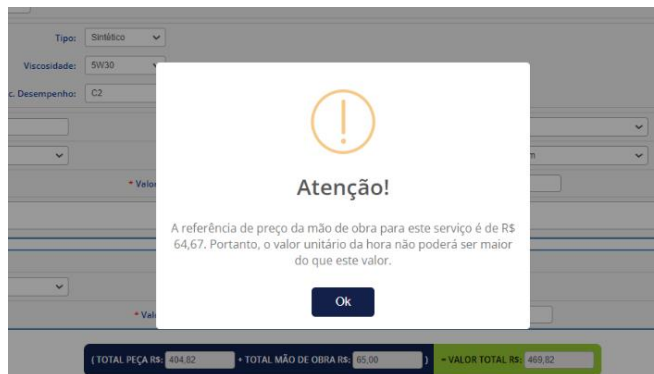 Tipo: Sintético
Viscosidade: 5W30
c. Desempenho: C2
* Valor
Atenção!
A referência de preço da mão de obra para este serviço é de R$
64,67. Portanto, o valor unitário da hora não poderá ser maior
do que este valor.
Ok
* Val
( TOTAL PEÇA R$: 404,82 + TOTAL MÃO DE OBRA R$: 65,00 ) = VALOR TOTAL R$: 469,82